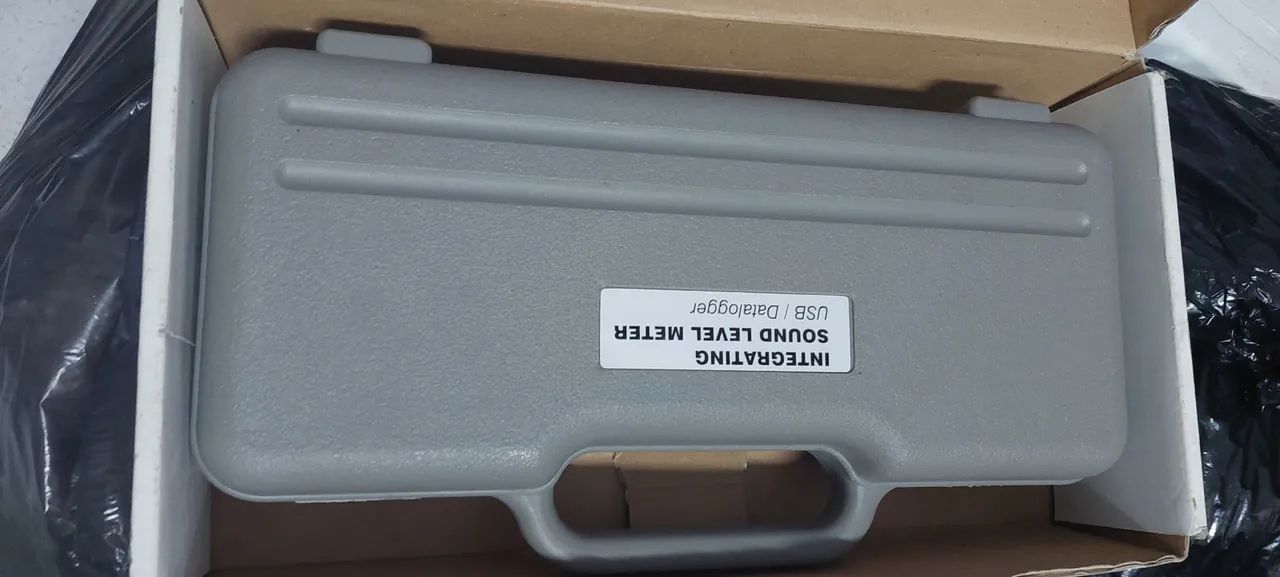 INTEGRATING
SOUND LEVEL METER
USB / Datalogger